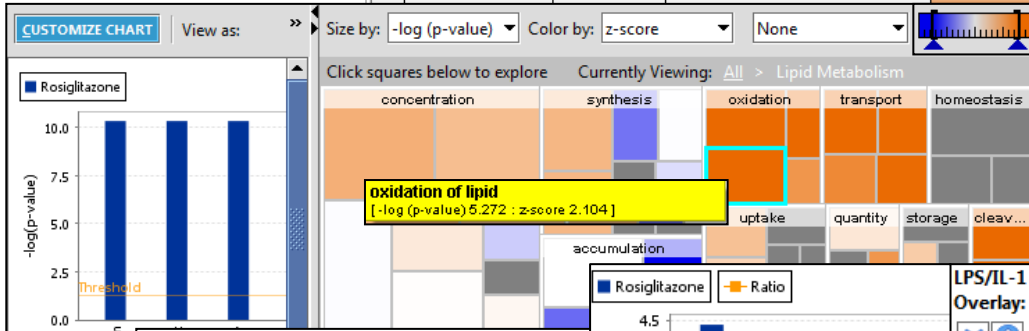 CUSTOMIZE CHART View as: »
Size by: -log (p-value) Color by: z-score None
Click squares below to explore Currently Viewing: All > Lipid Metabolism
Rosiglitazone
10.0
7.5
5.0
2.5
0.0
-log(p-value)
Threshold
concentration synthesis oxidation transport homeostasis
oxidation of lipid
[-log (p-value) 5.272 : z-score 2.104 ]
uptake quantity storage cleav...
accumulation
Rosiglitazone Ratio
4.5
LPS/IL-1
Overlay: